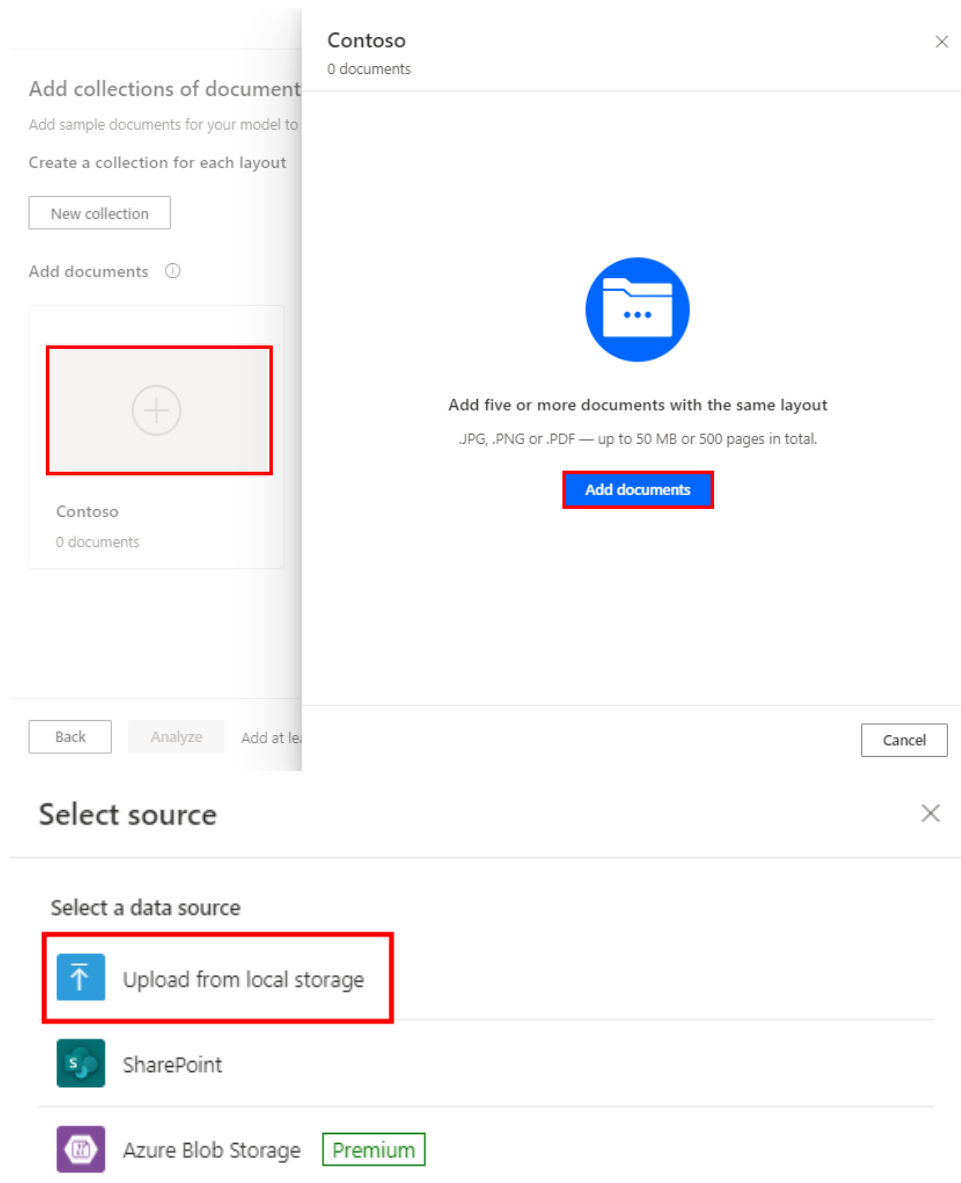 Contoso
0 documents
Add collections of document
Add sample documents for your model to
Create a collection for each layout
New collection
Add documents
Contoso
0 documents
Add five or more documents with the same layout
.JPG, .PNG or .PDF — up to 50 MB or 500 pages in total.
Add documents
Back
Analyze
Add at lea
Cancel
Select source
Select a data source
Upload from local storage
SharePoint
Azure Blob Storage Premium